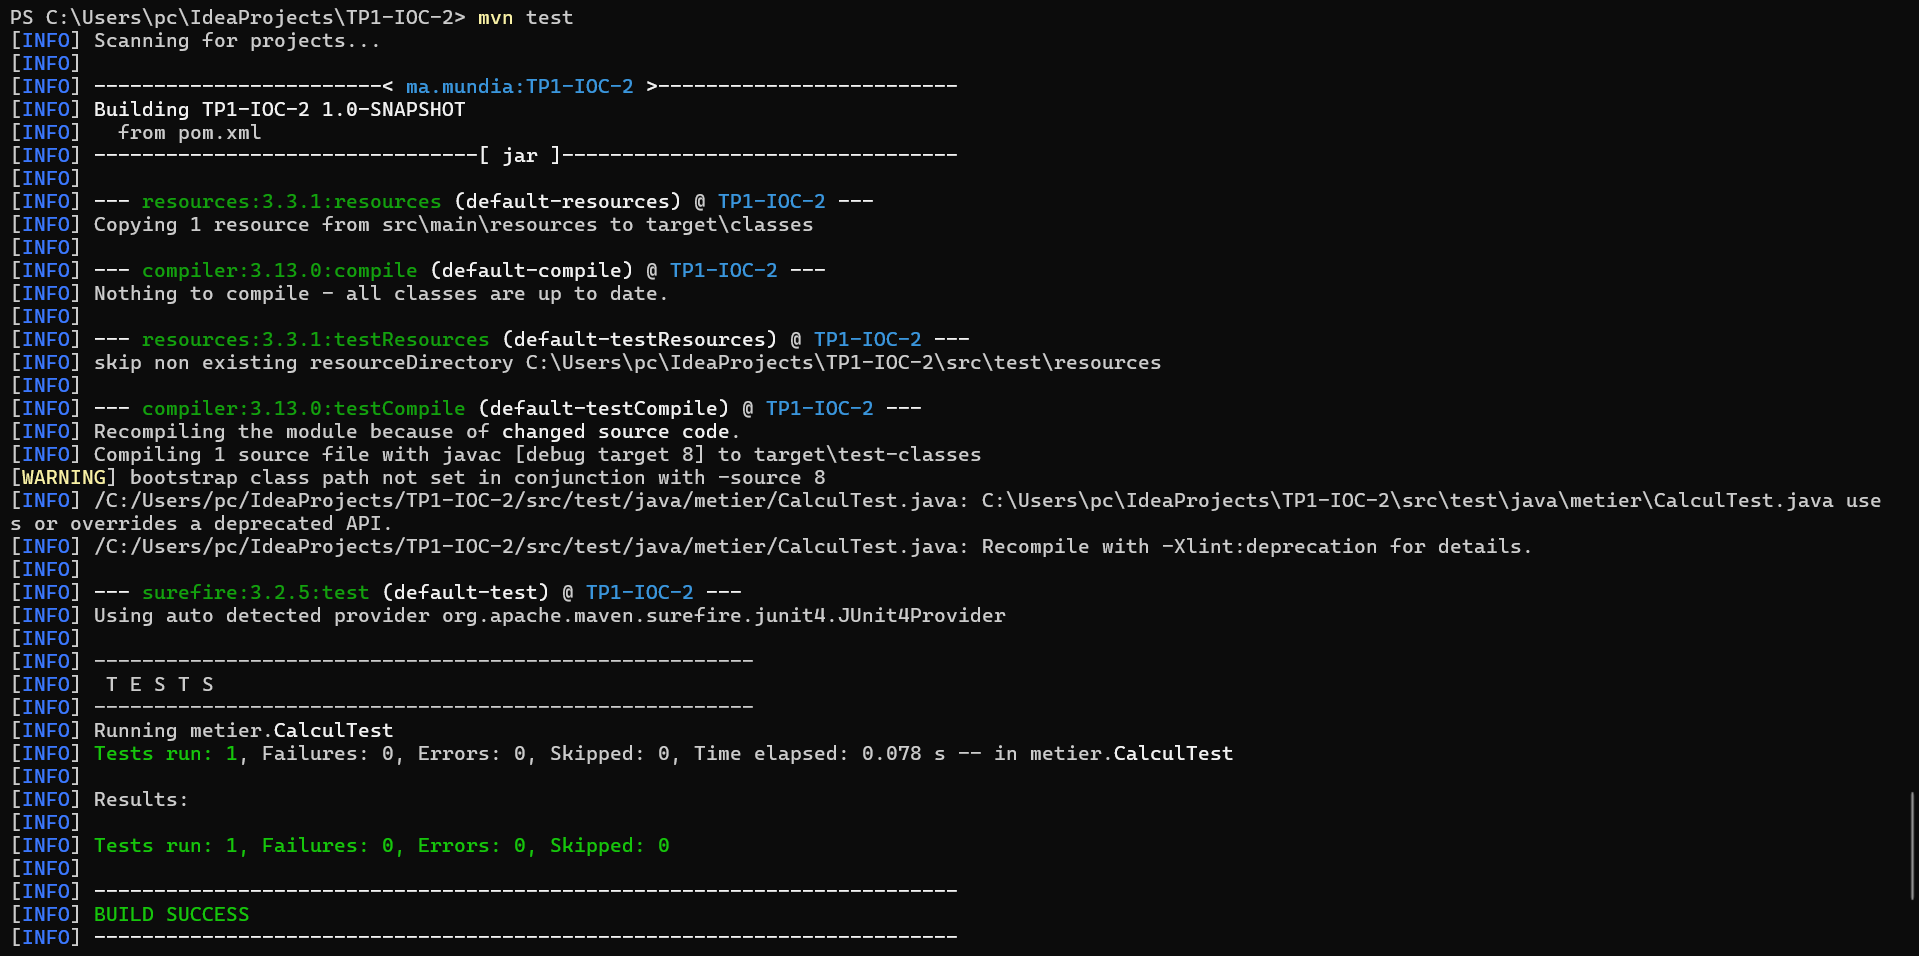 PS C:\Users\pc\IdeaProjects\TP1-IOC-2> mvn test
[INFO] Scanning for projects...
[INFO]
[INFO] ------------------------< ma.mundia:TP1-IOC-2 >-------------------------
[INFO] Building TP1-IOC-2 1.0-SNAPSHOT
[INFO]   from pom.xml
[INFO] --------------------------------[ jar ]---------------------------------
[INFO]
[INFO] --- resources:3.3.1:resources (default-resources) @ TP1-IOC-2 ---
[INFO] Copying 1 resource from src\main\resources to target\classes
[INFO]
[INFO] --- compiler:3.13.0:compile (default-compile) @ TP1-IOC-2 ---
[INFO] Nothing to compile - all classes are up to date.
[INFO]
[INFO] --- resources:3.3.1:testResources (default-testResources) @ TP1-IOC-2 ---
[INFO] skip non existing resourceDirectory C:\Users\pc\IdeaProjects\TP1-IOC-2\src\test\resources
[INFO]
[INFO] --- compiler:3.13.0:testCompile (default-testCompile) @ TP1-IOC-2 ---
[INFO] Recompiling the module because of changed source code.
[INFO] Compiling 1 source file with javac [debug target 8] to target\test-classes
[WARNING] bootstrap class path not set in conjunction with -source 8
[INFO] /C:/Users/pc/IdeaProjects/TP1-IOC-2/src/test/java/metier/CalculTest.java: C:\Users\pc\IdeaProjects\TP1-IOC-2\src\test\java\metier\CalculTest.java use
s or overrides a deprecated API.
[INFO] /C:/Users/pc/IdeaProjects/TP1-IOC-2/src/test/java/metier/CalculTest.java: Recompile with -Xlint:deprecation for details.
[INFO]
[INFO] --- surefire:3.2.5:test (default-test) @ TP1-IOC-2 ---
[INFO] Using auto detected provider org.apache.maven.surefire.junit4.JUnit4Provider
[INFO]
[INFO] -------------------------------------------------------
[INFO]  T E S T S
[INFO] -------------------------------------------------------
[INFO] Running metier.CalculTest
[INFO] Tests run: 1, Failures: 0, Errors: 0, Skipped: 0, Time elapsed: 0.078 s -- in metier.CalculTest
[INFO]
[INFO] Results:
[INFO]
[INFO] Tests run: 1, Failures: 0, Errors: 0, Skipped: 0
[INFO]
[INFO] ------------------------------------------------------------------------
[INFO] BUILD SUCCESS
[INFO] ------------------------------------------------------------------------